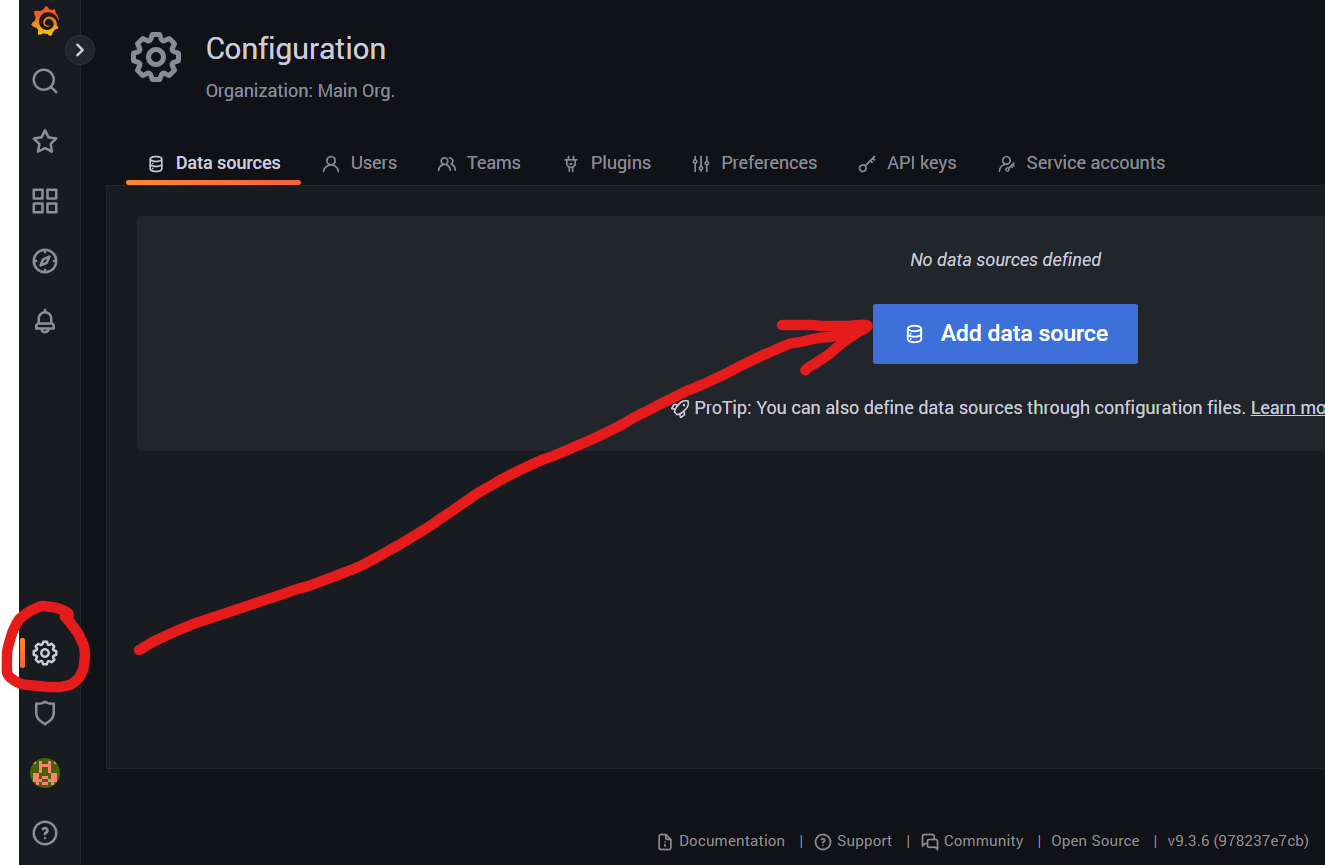 Configuration
Organization: Main Org.
Data sources Users Teams Plugins Preferences API keys Service accounts
No data sources defined
Add data source
ProTip: You can also define data sources through configuration files. Learn mo
Documentation | Support | Community | Open Source | v9.3.6 (978237e7cb)